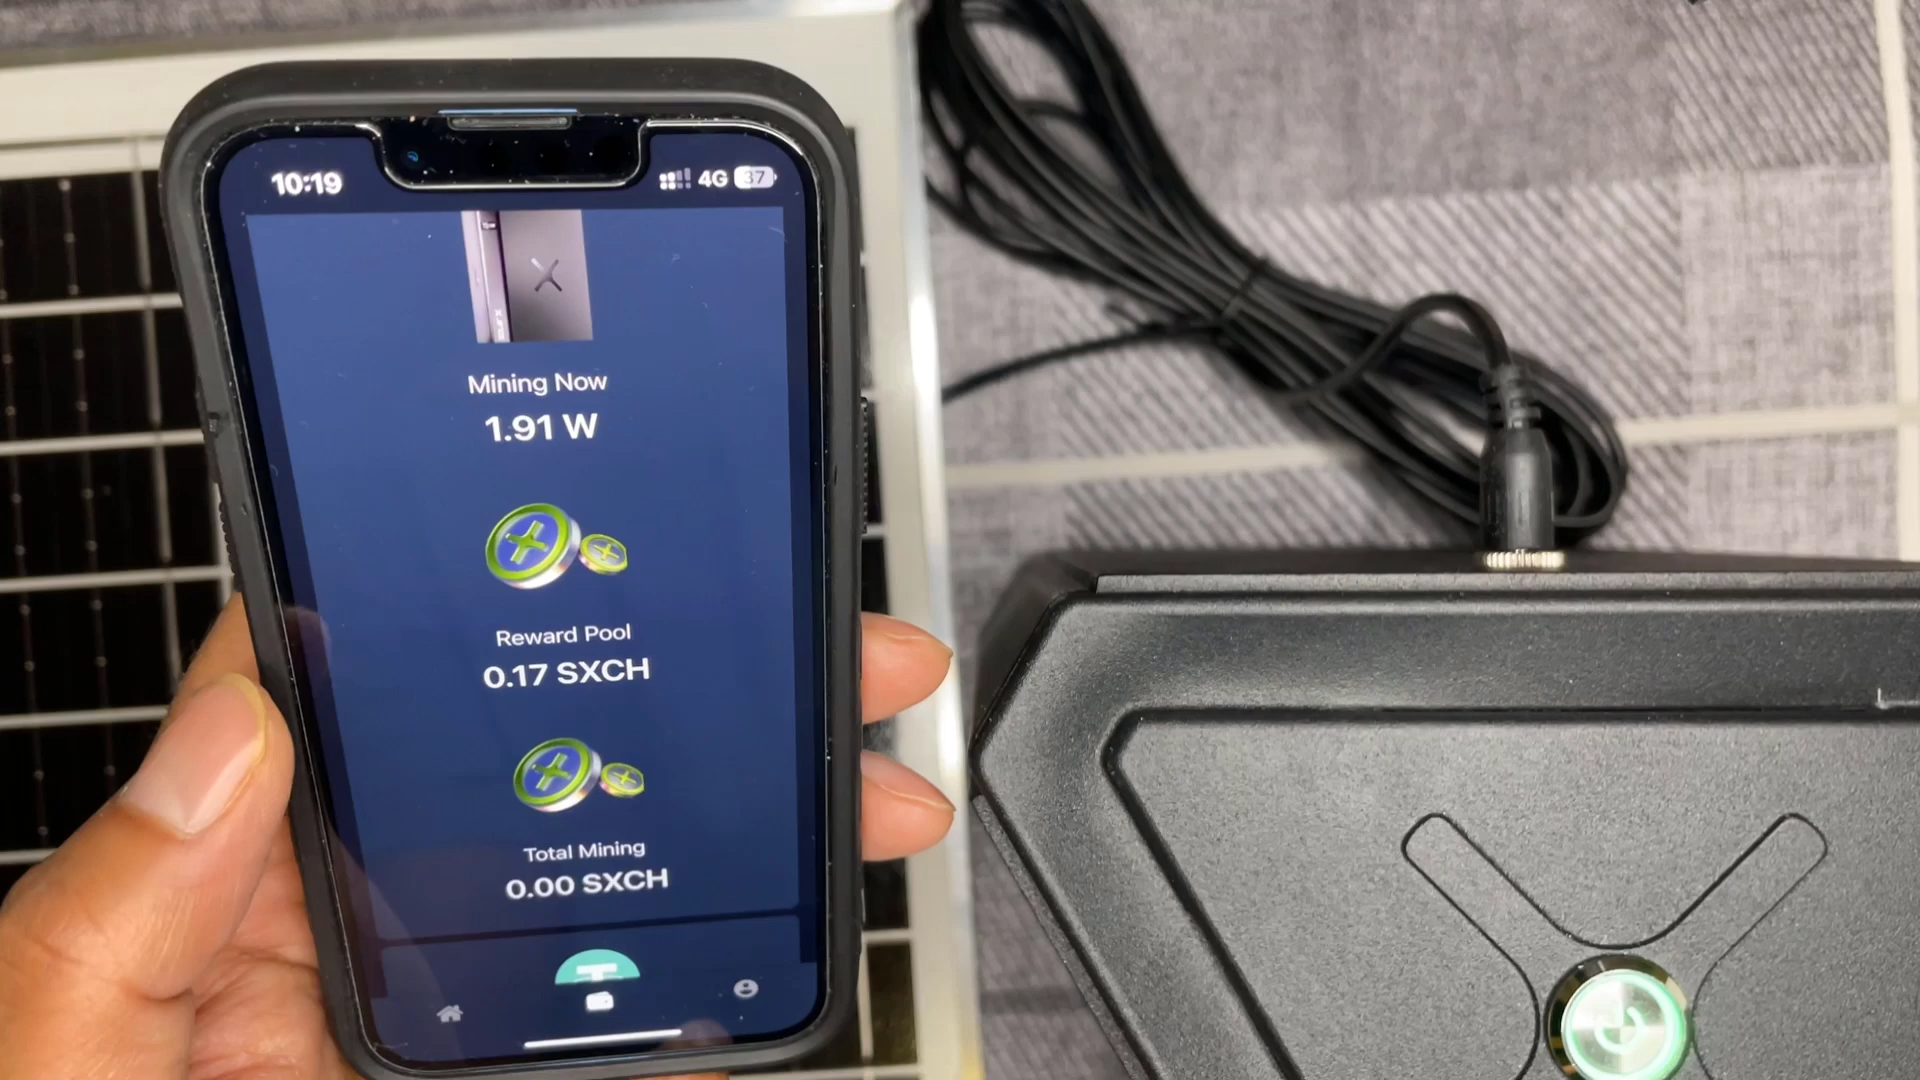 10:19
4G 37
Mining Now
1.91 W
Reward Pool
0.17 SXCH
Total Mining
0.00 SXCH